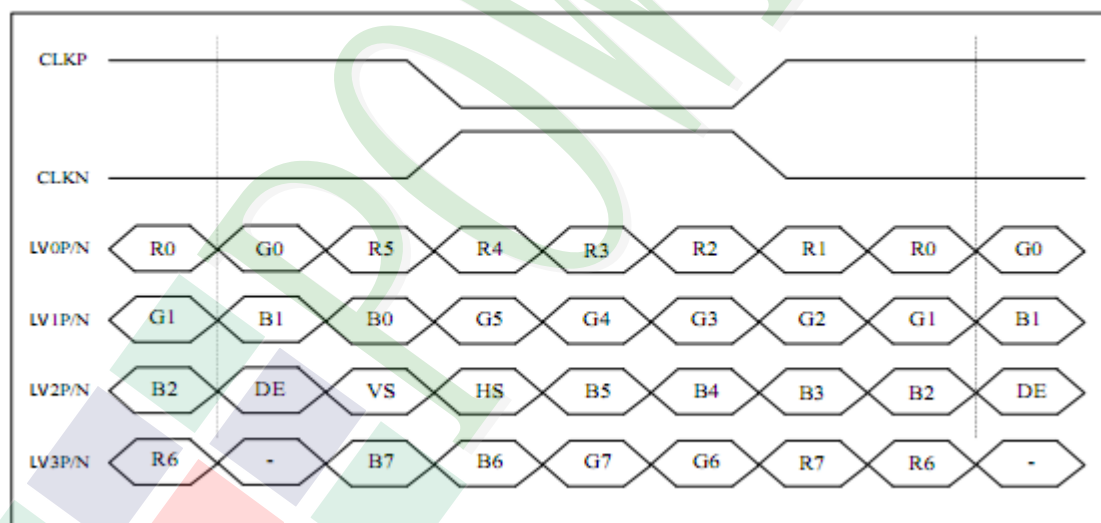 CLKP
CLKN
LV0P/N R0 G0 R5 R4 R3 R2 R1 R0 G0
LV1P/N G1 B1 B0 G5 G4 G3 G2 G1 B1
LV2P/N B2 DE VS HS B5 B4 B3 B2 DE
LV3P/N R6 - B7 B6 G7 G6 R7 R6 -